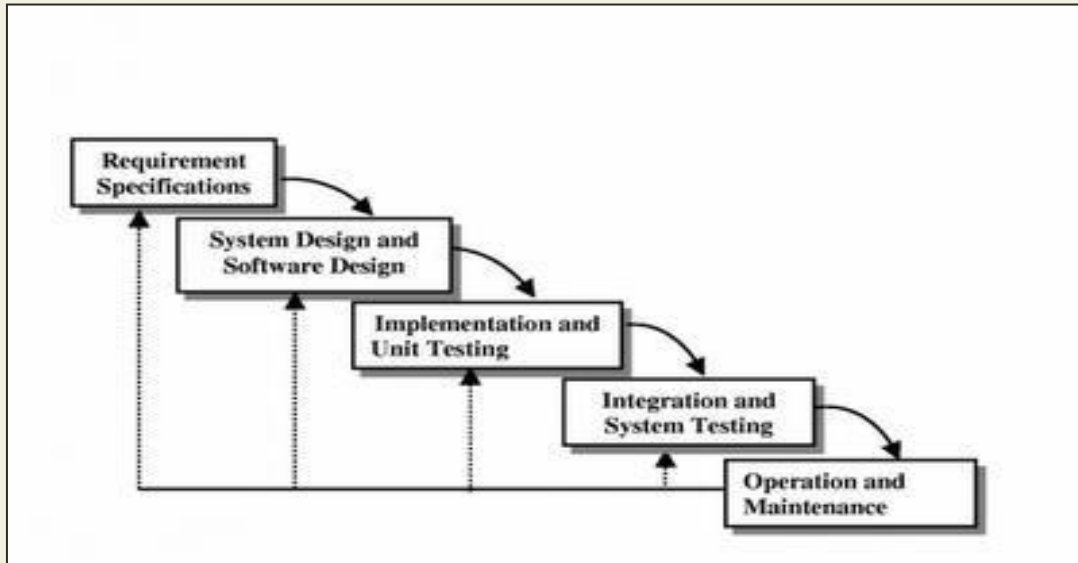 Requirement
Specifications
System Design and
Software Design
Implementation and
Unit Testing
Integration and
System Testing
Operation and
Maintenance